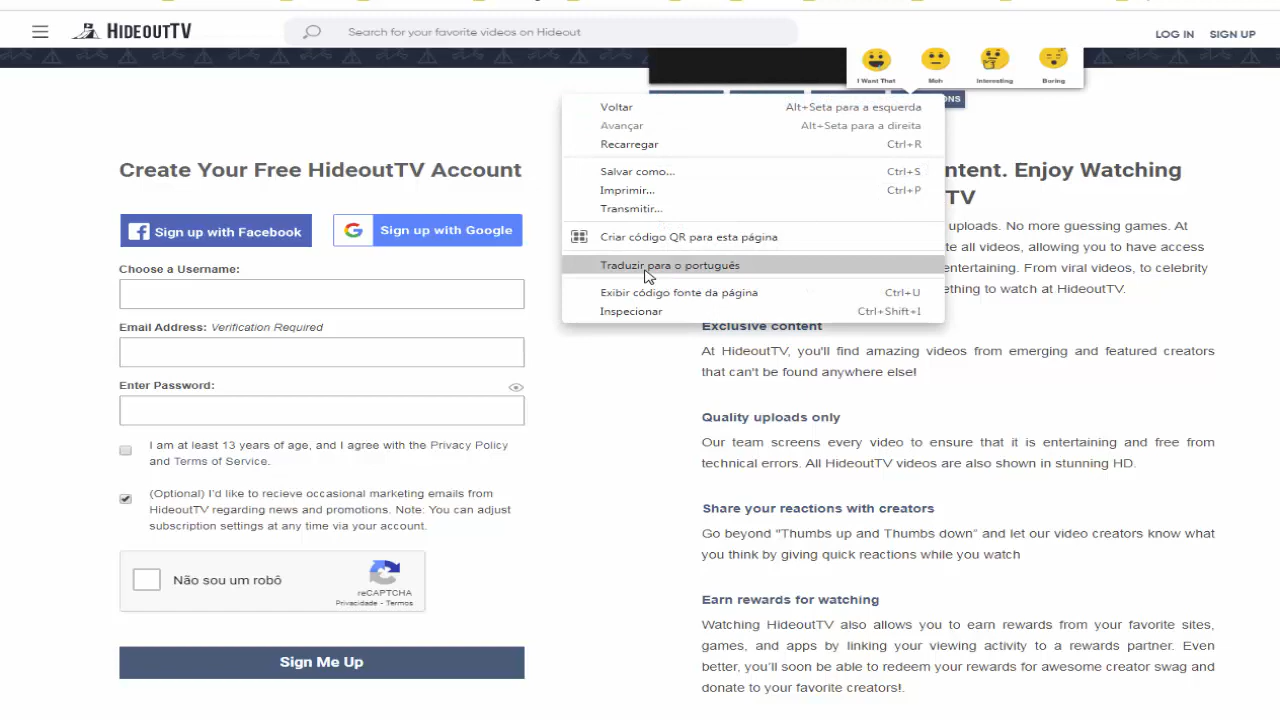 HIDEOUTTV
Search for your favorite videos on Hideout
LOG IN
SIGN UP
I Want That
Meh
Interesting
Boring
ONS
Voltar Alt+Seta para a esquerda
Avançar Alt+Seta para a direita
Recarregar Ctrl+R
Salvar como... Ctrl+S
Imprimir... Ctrl+P
Transmitir...
Criar código QR para esta página
Traduzir para o português
Exibir código fonte da página Ctrl+U
Inspecionar Ctrl+Shift+I
Create Your Free HideoutTV Account
Sign up with Facebook
Sign up with Google
Choose a Username:
Email Address: Verification Required
Enter Password:
I am at least 13 years of age, and I agree with the Privacy Policy
and Terms of Service.
(Optional) I'd like to recieve occasional marketing emails from
HideoutTV regarding news and promotions. Note: You can adjust
subscription settings at any time via your account.
Não sou um robô
reCAPTCHA
Privacidade - Termos
Sign Me Up
ntent. Enjoy Watching
TV
uploads. No more guessing games. At
te all videos, allowing you to have access
entertaining. From viral videos, to celebrity
ething to watch at HideoutTV.
Exclusive content
At HideoutTV, you'll find amazing videos from emerging and featured creators
that can't be found anywhere else!
Quality uploads only
Our team screens every video to ensure that it is entertaining and free from
technical errors. All HideoutTV videos are also shown in stunning HD.
Share your reactions with creators
Go beyond "Thumbs up and Thumbs down" and let our video creators know what
you think by giving quick reactions while you watch
Earn rewards for watching
Watching HideoutTV also allows you to earn rewards from your favorite sites,
games, and apps by linking your viewing activity to a rewards partner. Even
better, you'll soon be able to redeem your rewards for awesome creator swag and
donate to your favorite creators!.